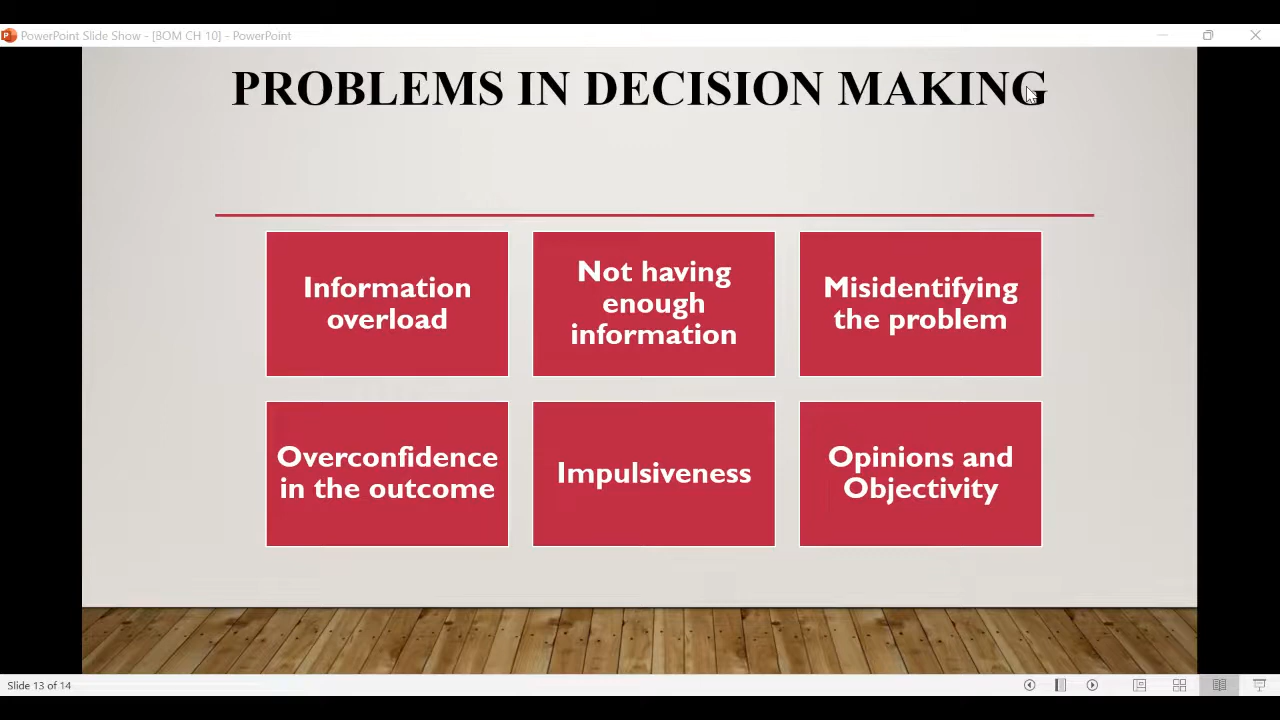 PowerPoint Slide Show - [BOM CH 10] - PowerPoint
PROBLEMS IN DECISION MAKING
Information
overload
Not having
enough
information
Misidentifying
the problem
Overconfidence
in the outcome
Impulsiveness
Opinions and
Objectivity
Slide 13 of 14